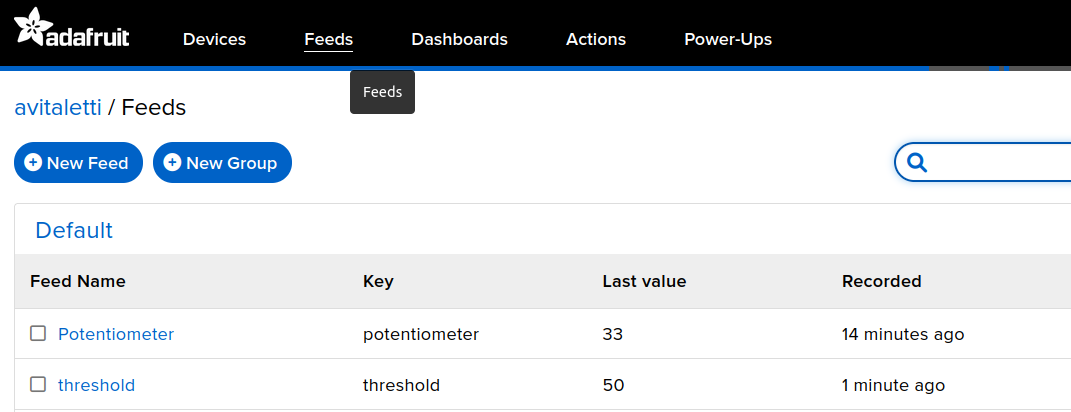 adafruit Devices Feeds Dashboards Actions Power-Ups
Feeds
avitaletti / Feeds
New Feed New Group
Default
Feed Name Key Last value Recorded
Potentiometer potentiometer 33 14 minutes ago
threshold threshold 50 1 minute ago